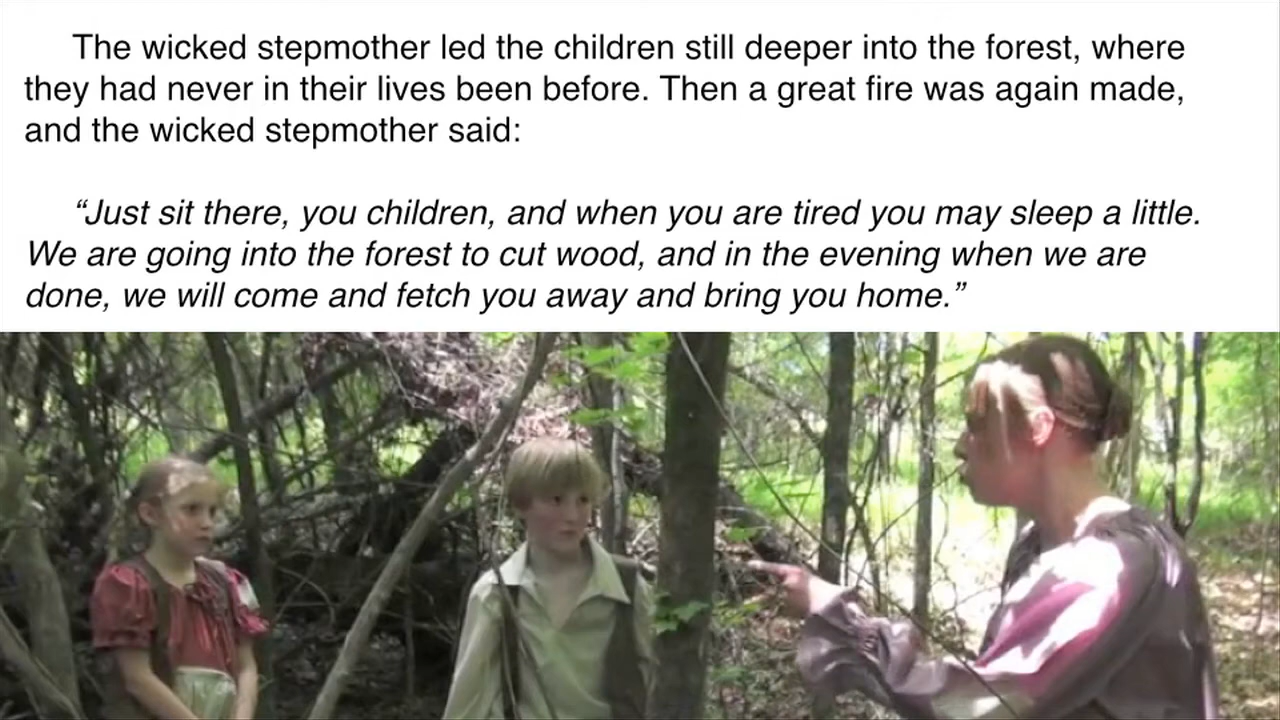 The wicked stepmother led the children still deeper into the forest, where
they had never in their lives been before. Then a great fire was again made,
and the wicked stepmother said:
“Just sit there, you children, and when you are tired you may sleep a little.
We are going into the forest to cut wood, and in the evening when we are
done, we will come and fetch you away and bring you home.”